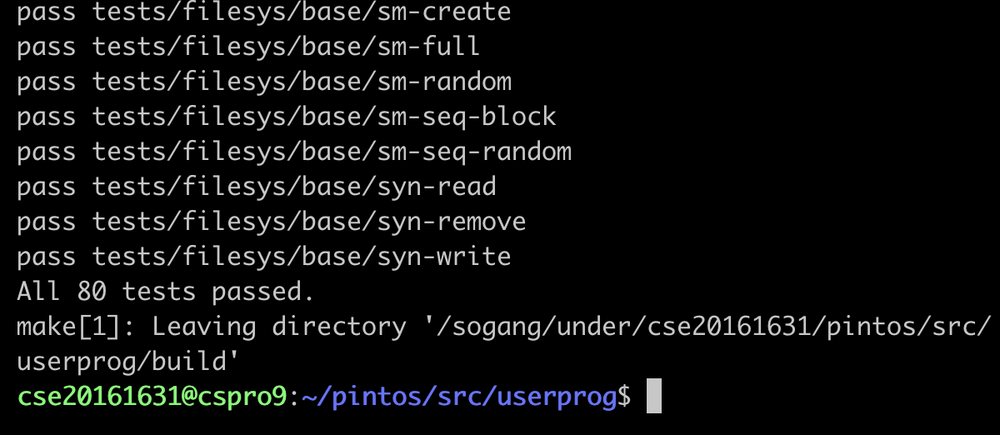 pass tests/filesys/base/sm-create
pass tests/filesys/base/sm-full
pass tests/filesys/base/sm-random
pass tests/filesys/base/sm-seq-block
pass tests/filesys/base/sm-seq-random
pass tests/filesys/base/syn-read
pass tests/filesys/base/syn-remove
pass tests/filesys/base/syn-write
All 80 tests passed.
make[1]: Leaving directory '/sogang/under/cse20161631/pintos/src/
userprog/build'
cse20161631@cspro9:~/pintos/src/userprog$